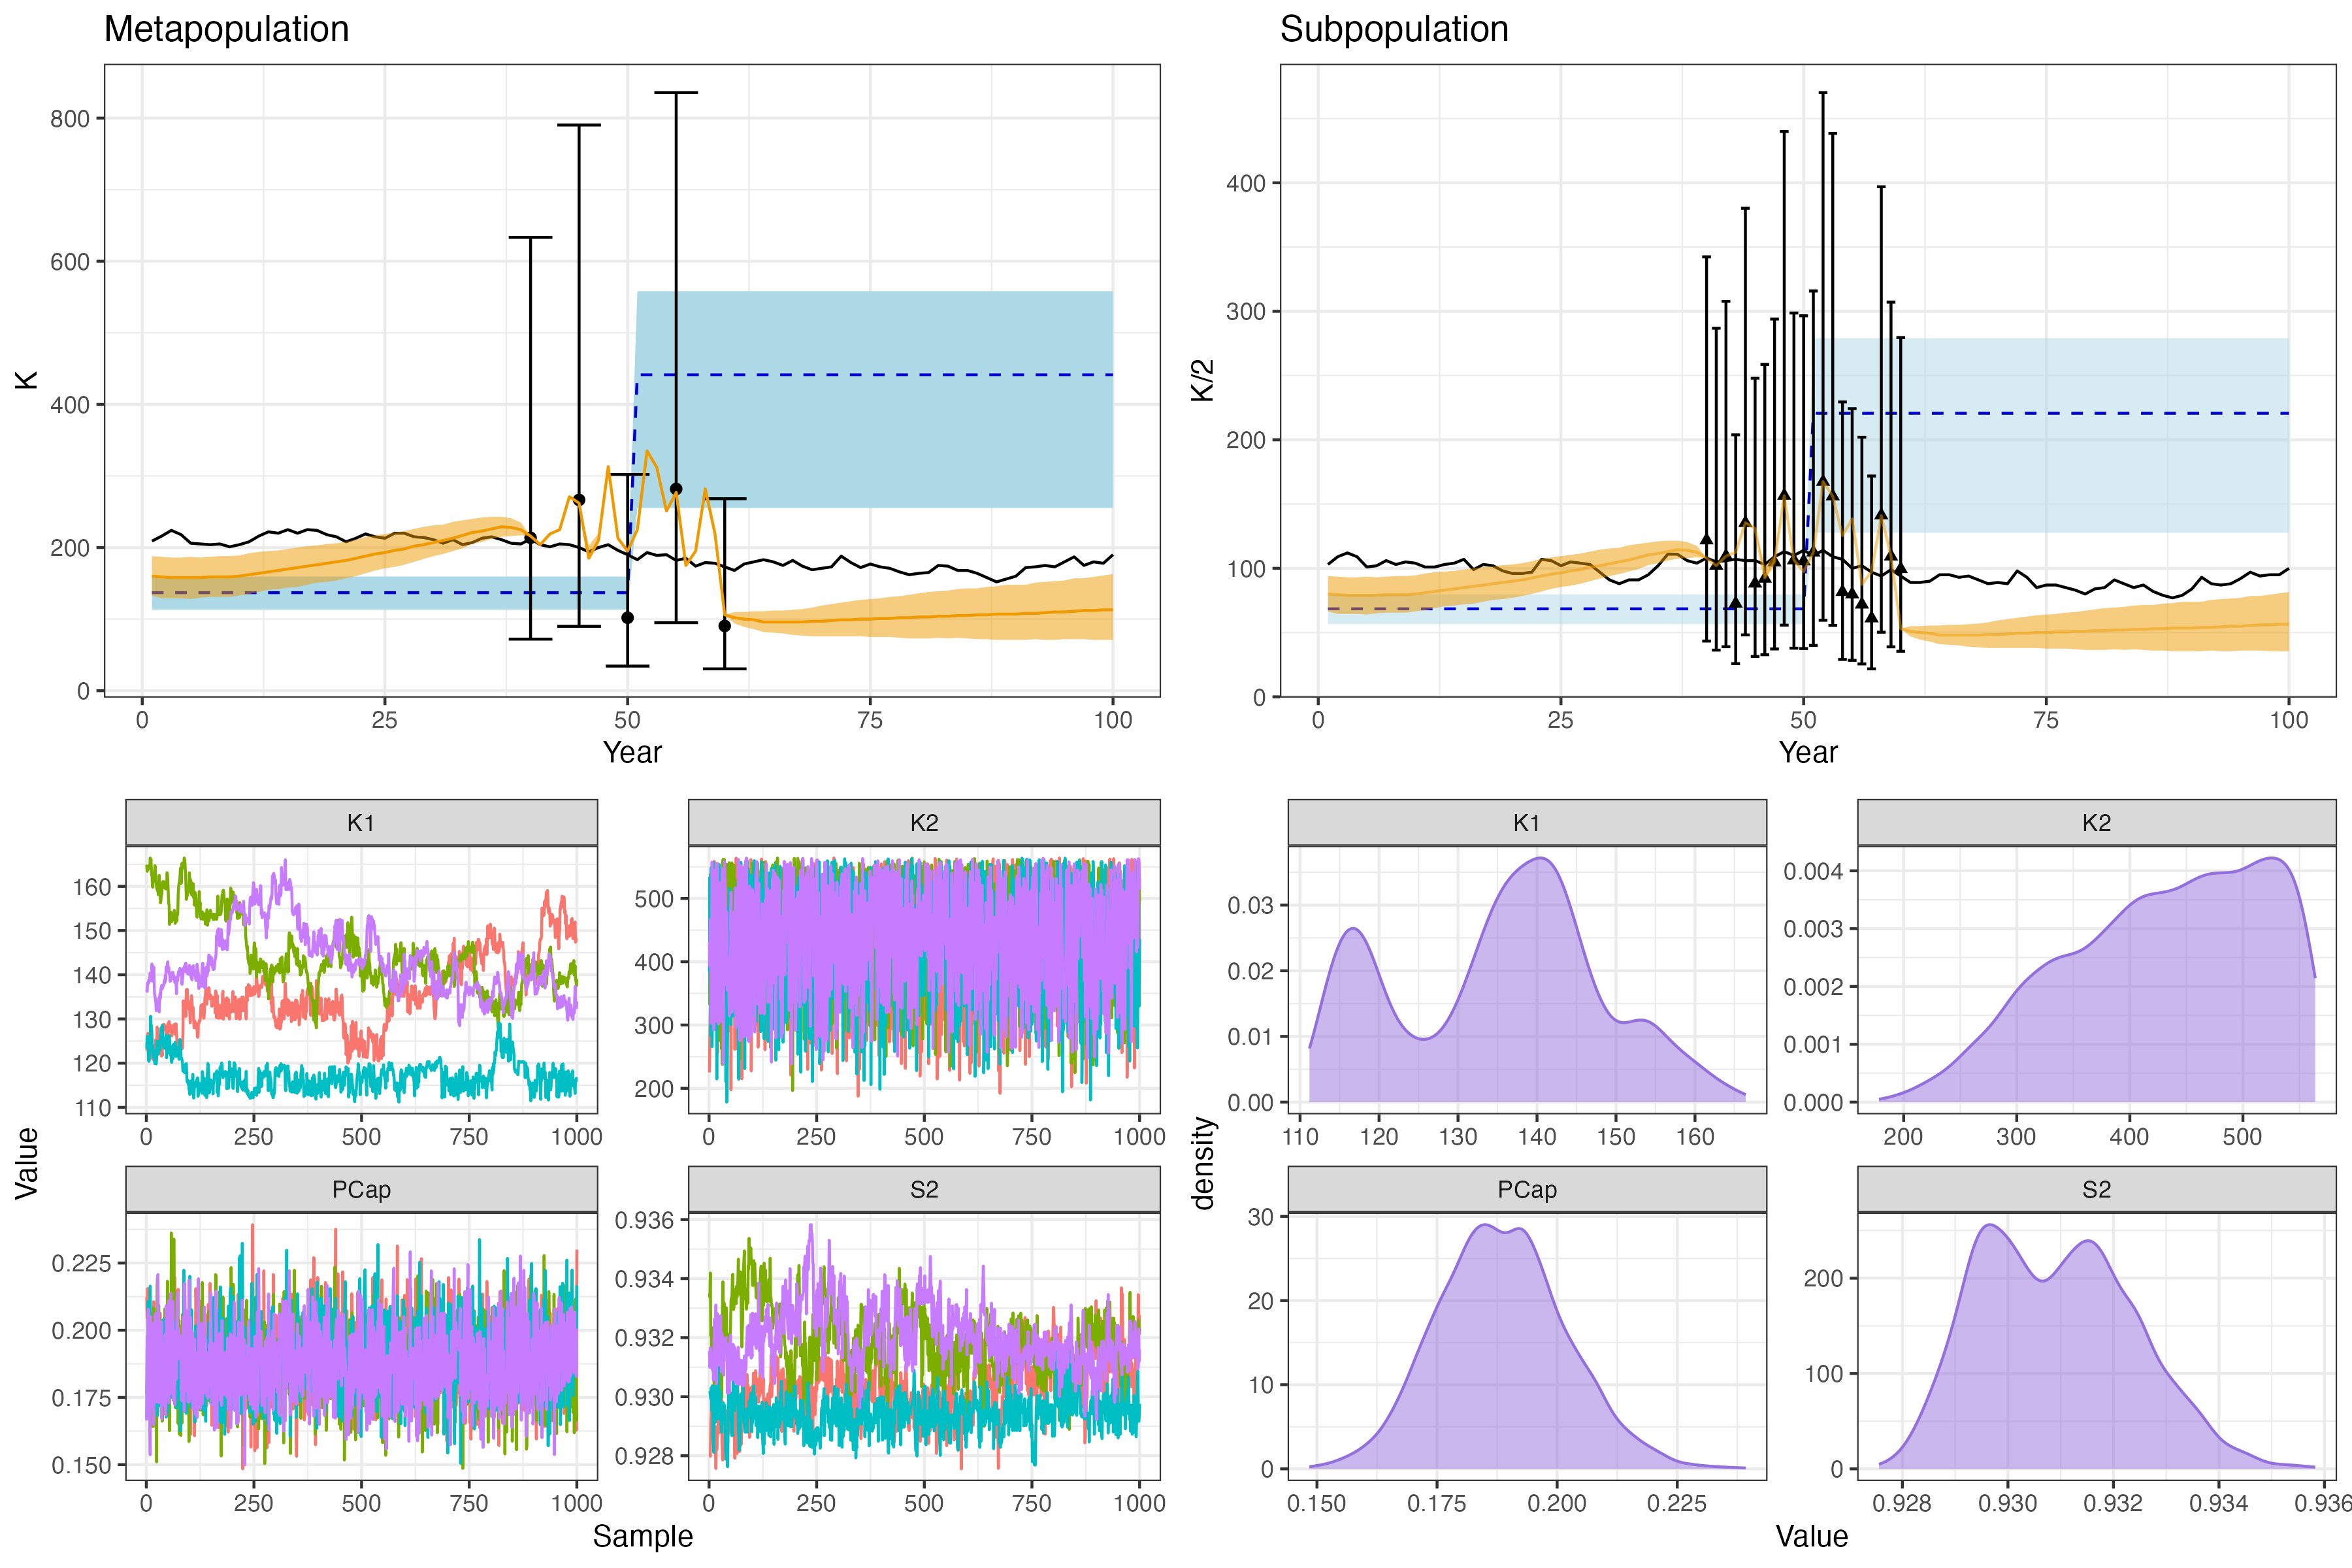 Metapopulation
K
800
600
400
200
0
0 25 50 75 100
Year
Subpopulation
K/2
400
300
200
100
0
0 25 50 75 100
Year
Value
K1
160
150
140
130
120
110
0 250 500 750 1000
K2
500
400
300
200
0 250 500 750 1000
PCap
0.225
0.200
0.175
0.150
0 250 500 750 1000
S2
0.936
0.934
0.932
0.930
0.928
0 250 500 750 1000
Sample
density
K1
0.03
0.02
0.01
0.00
110 120 130 140 150 160
K2
0.004
0.003
0.002
0.001
0.000
200 300 400 500
PCap
30
20
10
0
0.150 0.175 0.200 0.225
S2
200
100
0
0.928 0.930 0.932 0.934 0.936
Value